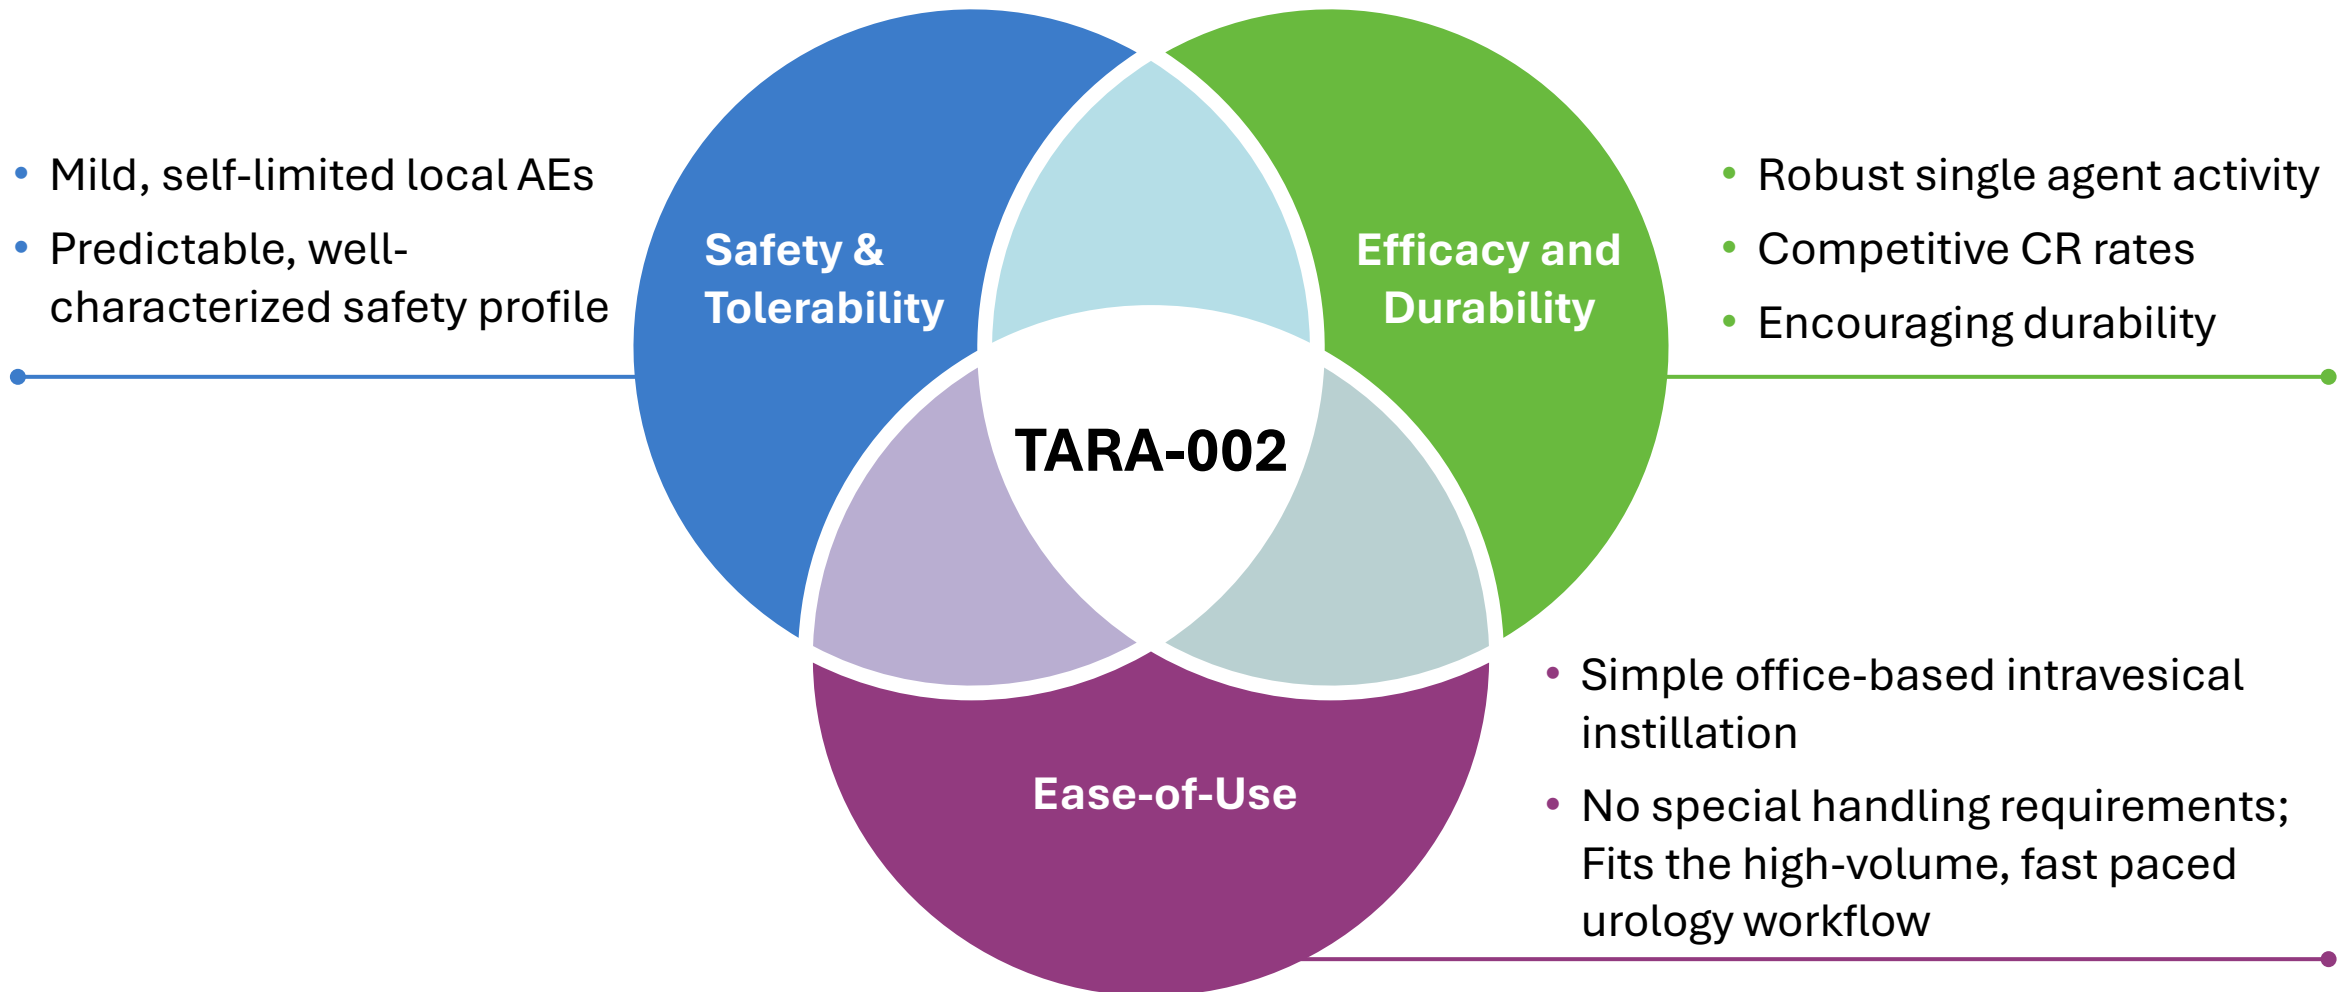 • Mild, self-limited local AEs
• Predictable, well-
characterized safety profile
Safety &
Tolerability
Efficacy and
Durability
• Robust single agent activity
• Competitive CR rates
• Encouraging durability
TARA-002
Ease-of-Use
• Simple office-based intravesical
instillation
• No special handling requirements;
Fits the high-volume, fast paced
urology workflow